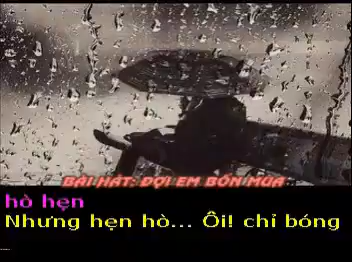 BÀI HÁT: ĐỢI EM BỐN MÙA
hò hẹn
Nhưng hẹn hò... Ôi! chỉ bóng